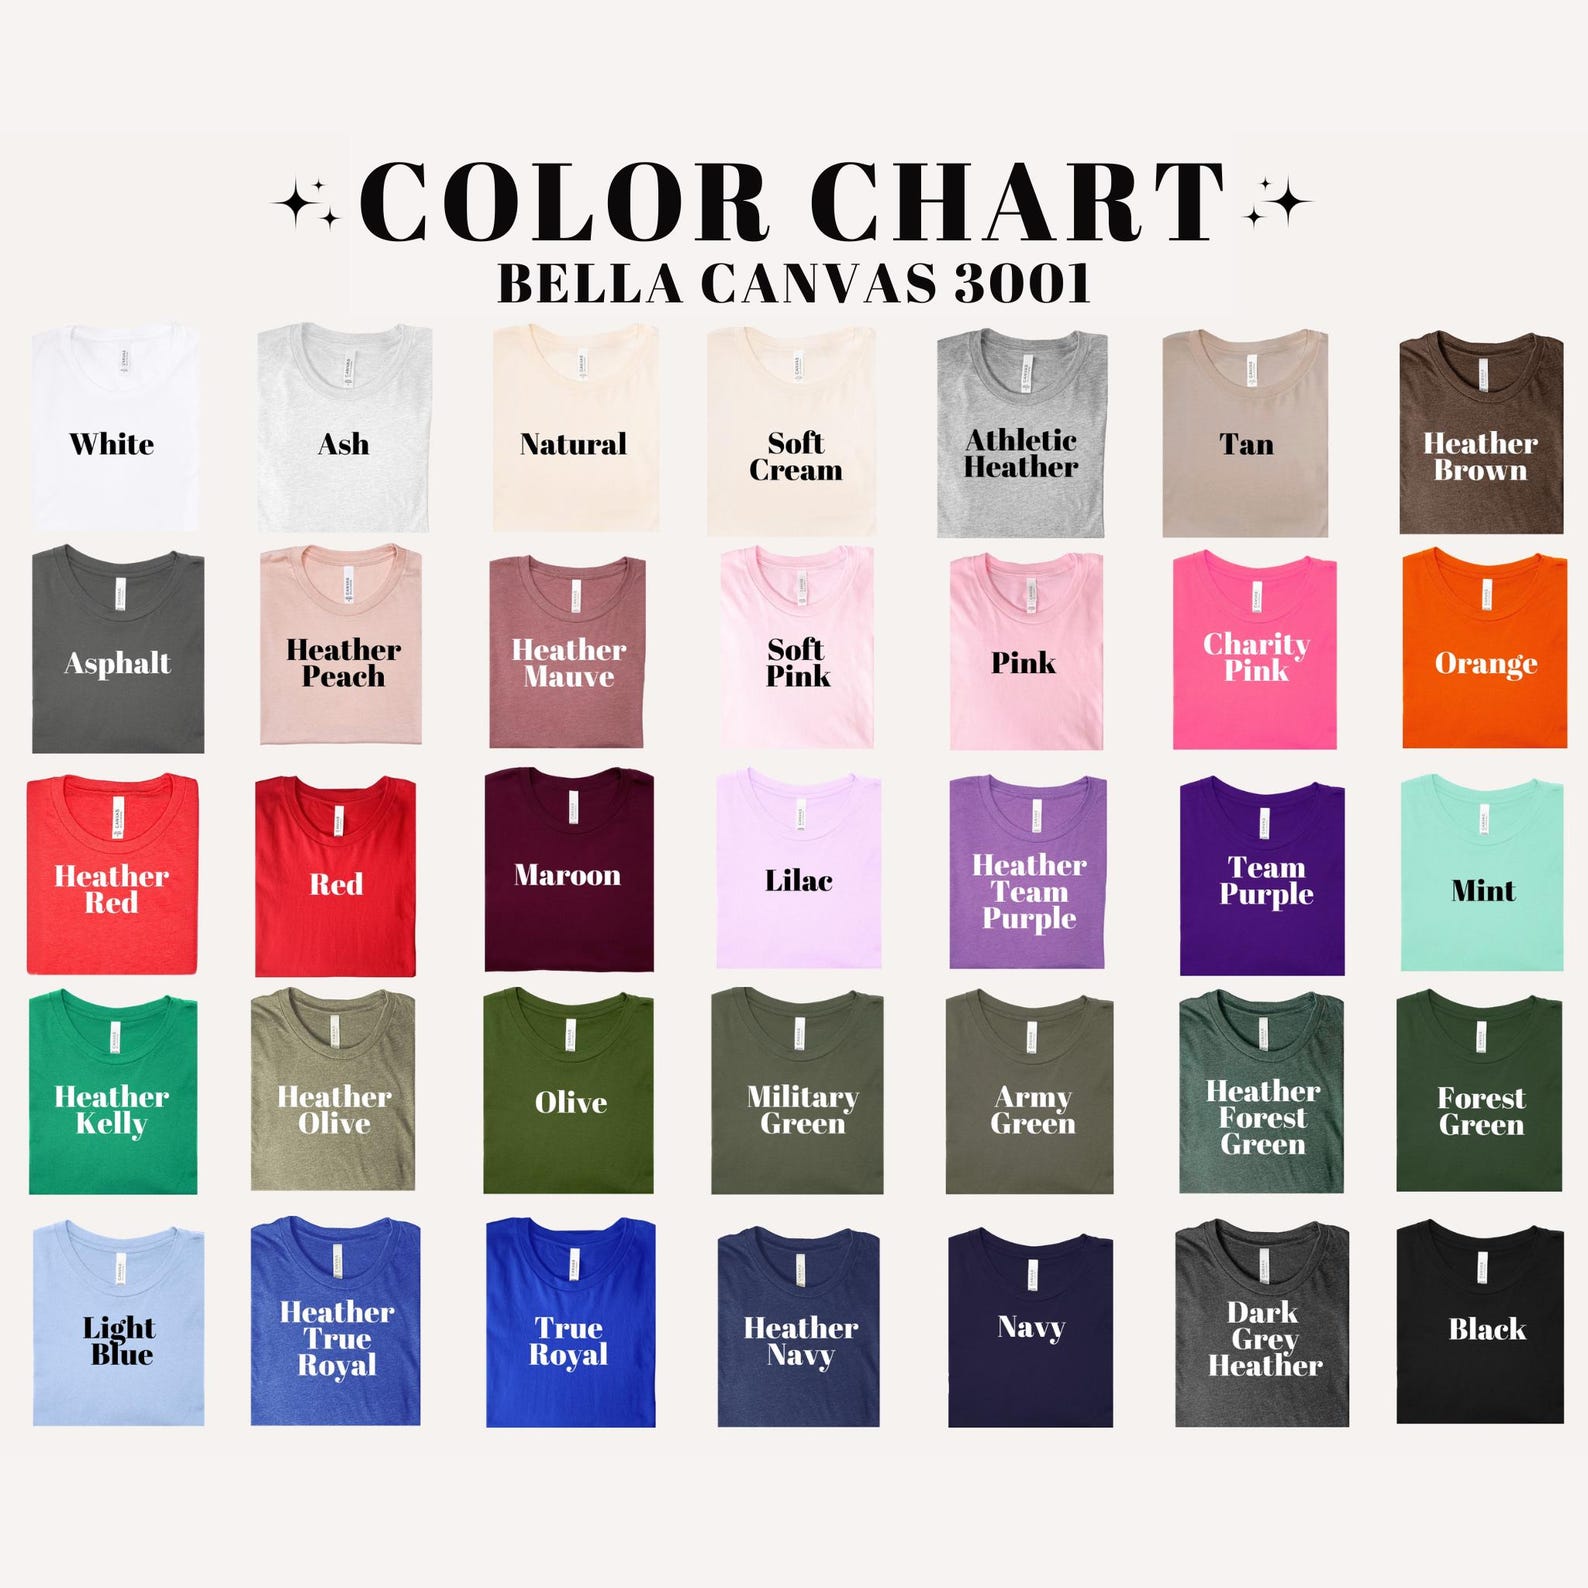 COLOR CHART
BELLA CANVAS 3001
White
Ash
Natural
Soft
Cream
Athletic
Heather
Tan
Heather
Brown
Asphalt
Heather
Peach
Heather
Mauve
Soft
Pink
Pink
Charity
Pink
Orange
Heather
Red
Red
Maroon
Lilac
Heather
Team
Purple
Team
Purple
Mint
Heather
Kelly
Heather
Olive
Olive
Military
Green
Army
Green
Heather
Forest
Green
Forest
Green
Light
Blue
Heather
True
Royal
True
Royal
Heather
Navy
Navy
Dark
Grey
Heather
Black